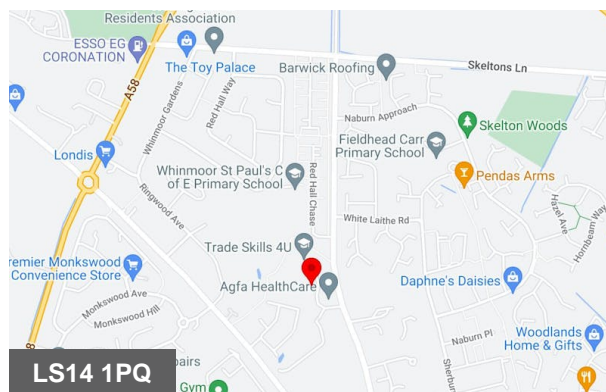 Residents Association
ESSO EG
CORONATION
The Toy Palace
Barwick Roofing
Skeltons Ln
A58
Whinmoor Gardens
Red Hall Way
Naburn Approach
Skelton Woods
Fieldhead Carr
Primary School
Londis
Whinmoor St Paul's C
of E Primary School
Red Hall Chase
Pendas Arms
Ringwood Ave
White Laithe Rd
Hazel Ave
Hornbeam Way
Trade Skills 4U
remier Monkswood
Convenience Store
Agfa HealthCare
Daphne's Daisies
Monkswood Ave
Monkswood Hill
Naburn Pl
Woodlands
Home & Gifts
Sherbu
58
LS14 1PQ
pairs
Gym